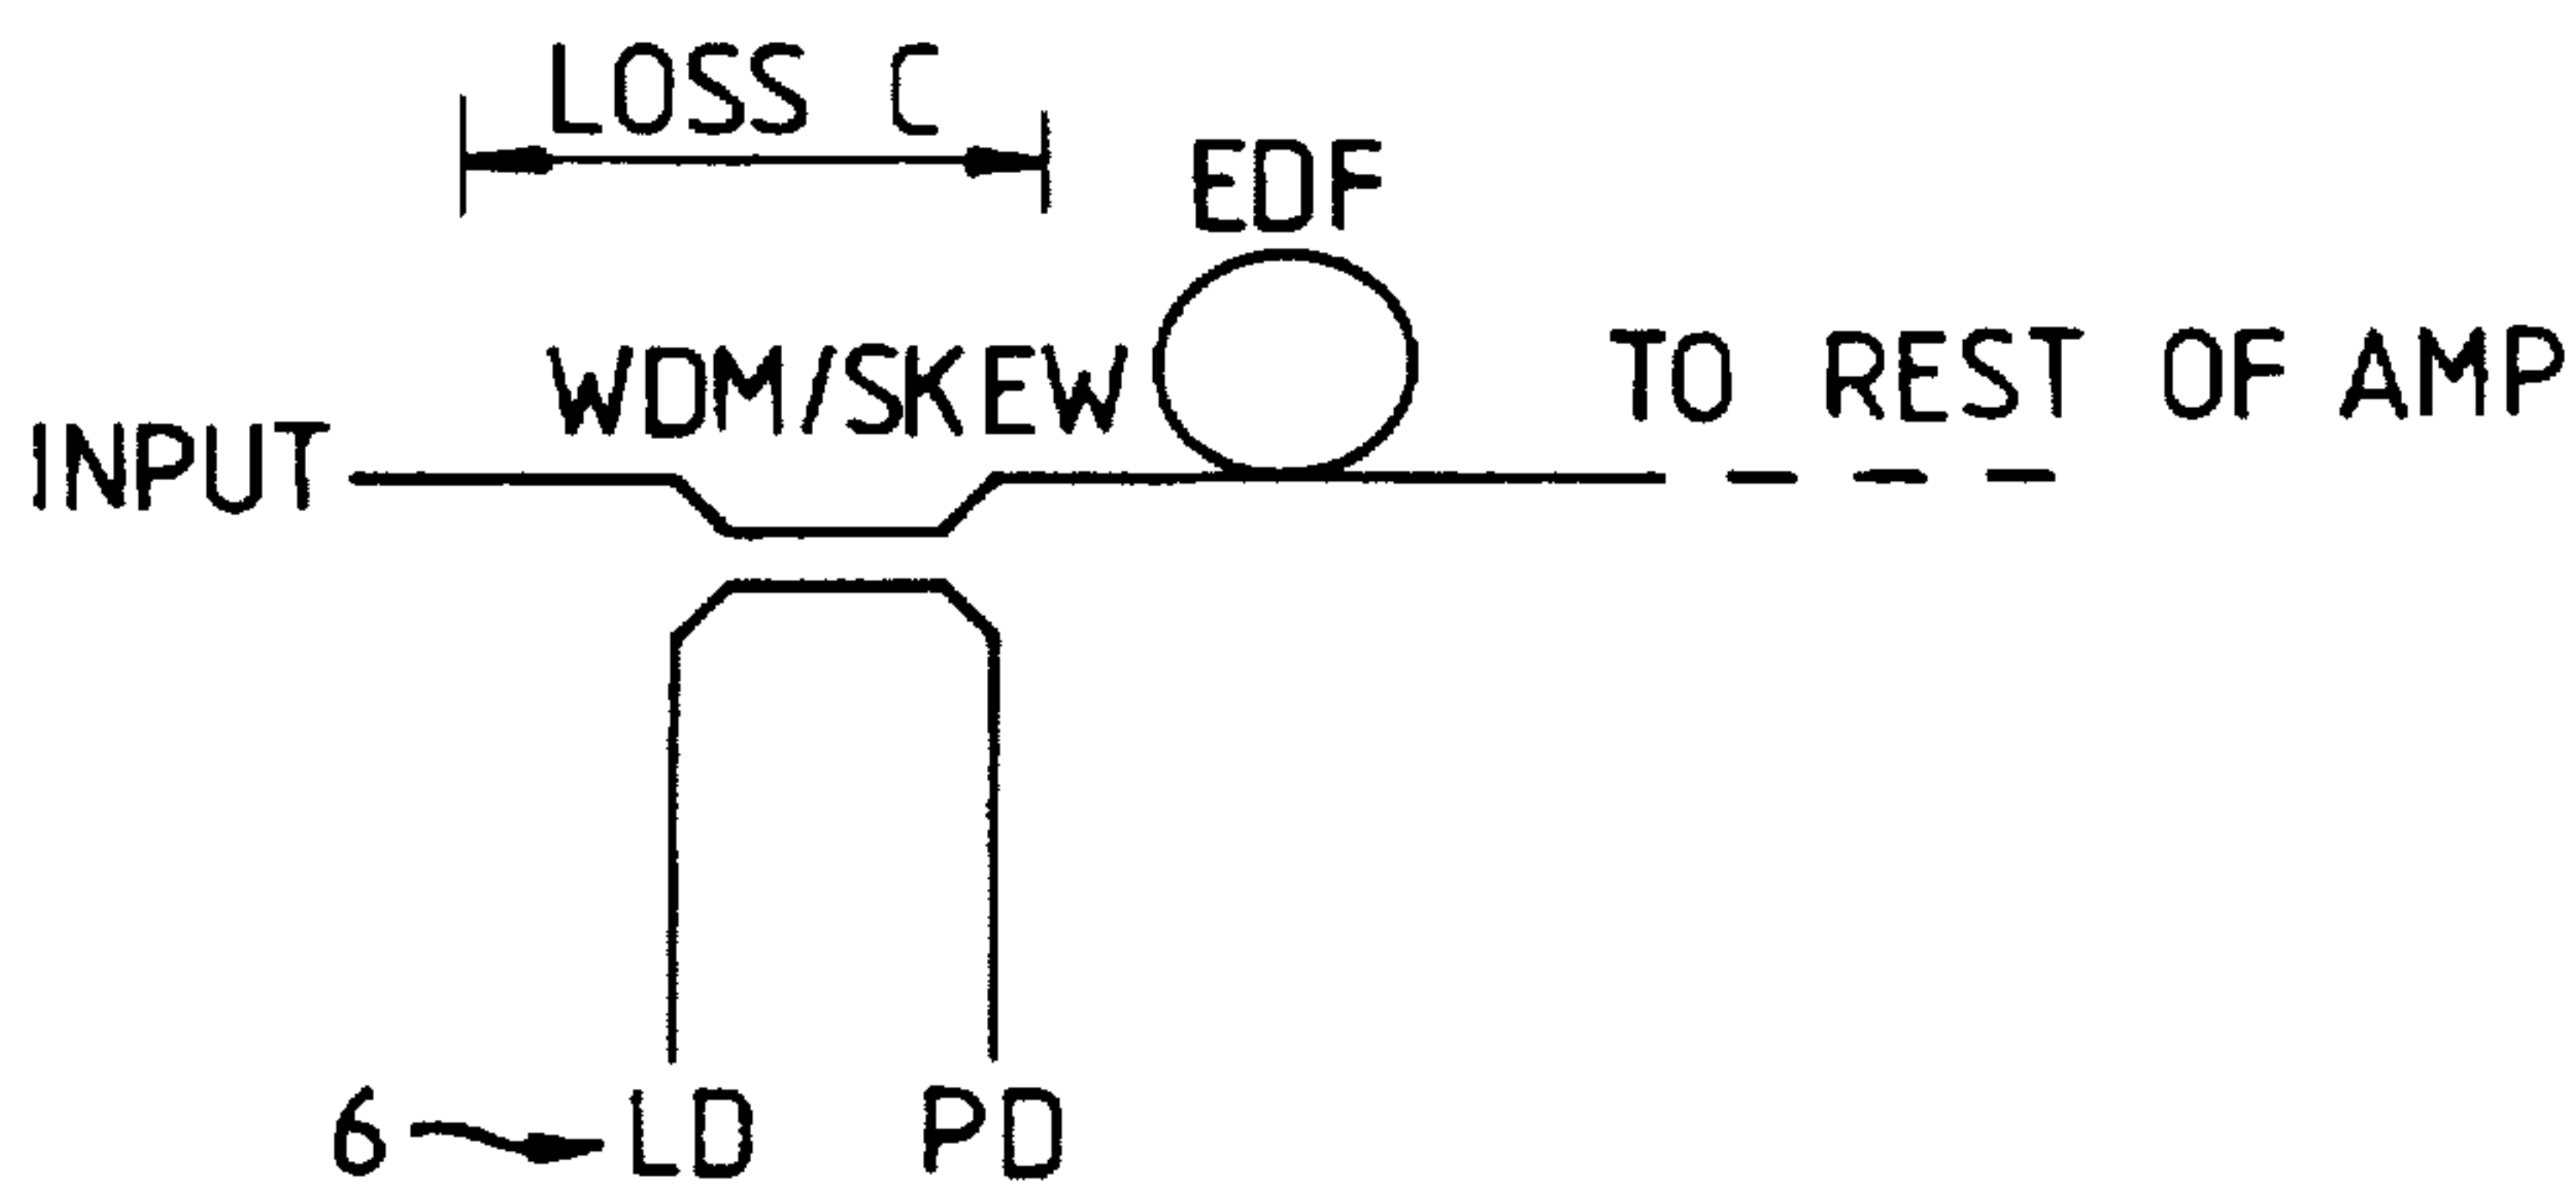 LOSS C
EDF
WDM/SKEW
TO REST OF AMP
INPUT
6 LD PD